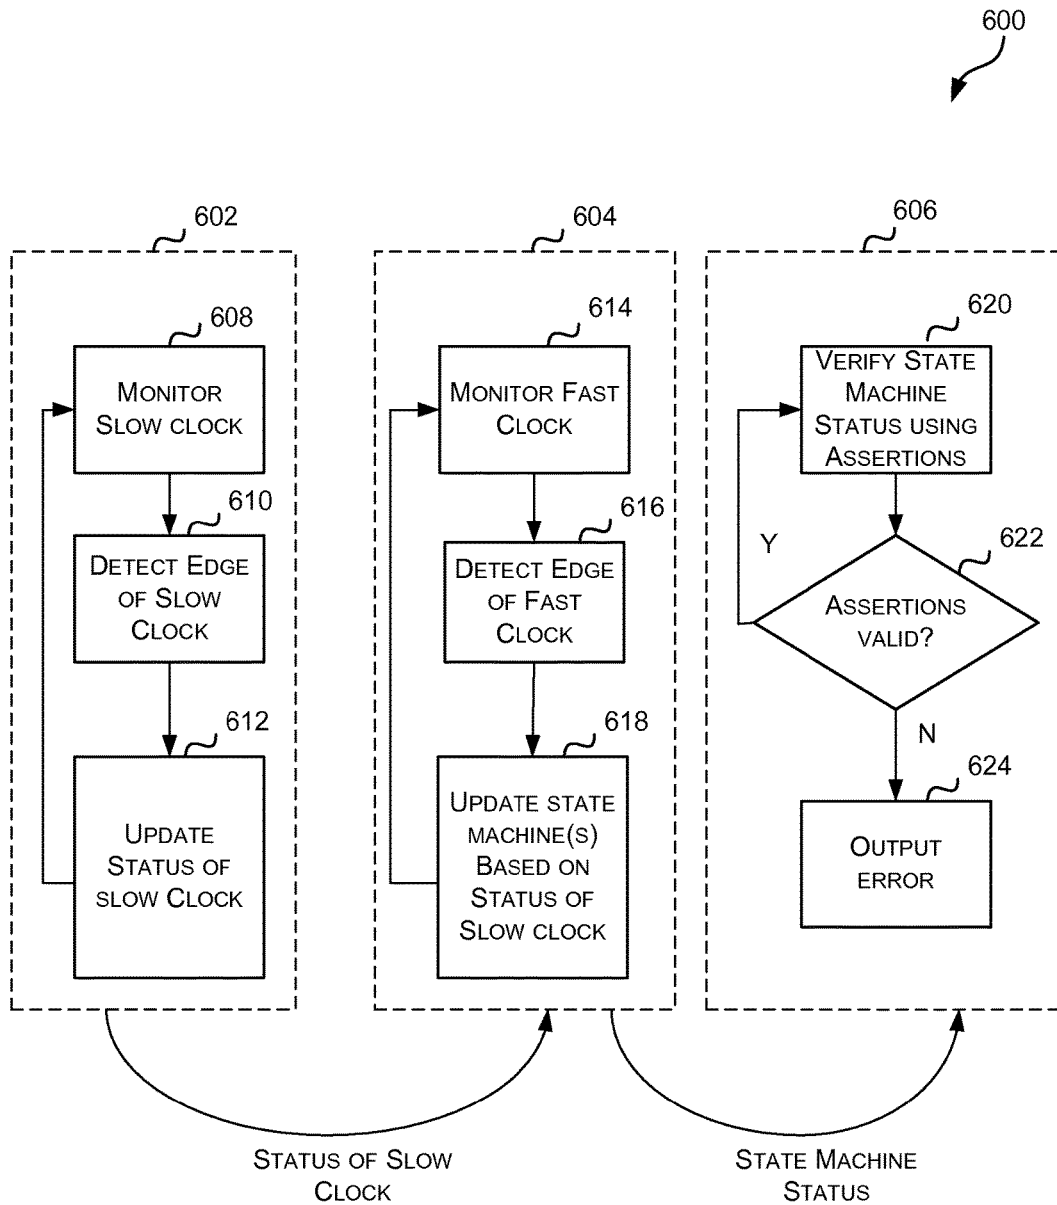 600
602
604
606
608
MONITOR
SLOW CLOCK
610
DETECT EDGE
OF SLOW
CLOCK
612
UPDATE
STATUS OF
SLOW CLOCK
614
MONITOR FAST
CLOCK
616
DETECT EDGE
OF FAST
CLOCK
618
UPDATE STATE
MACHINE(S)
BASED ON
STATUS OF
SLOW CLOCK
620
VERIFY STATE
MACHINE
STATUS USING
ASSERTIONS
Y
622
ASSERTIONS
VALID?
N
624
OUTPUT
ERROR
STATUS OF SLOW
CLOCK
STATE MACHINE
STATUS